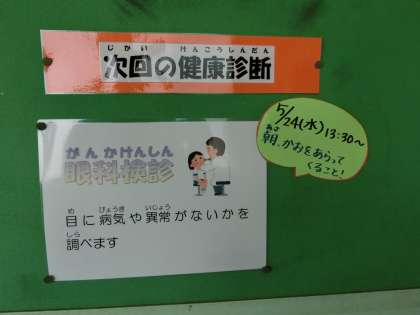 じかい けんこうしんだん
次回の健康診断
5/24(水)13:30～
あさ
朝、かおをあらって
くること!
がんかけんしん
眼科検診
め びょうき いじょう
目に病気や異常がないかを
しら
調べます